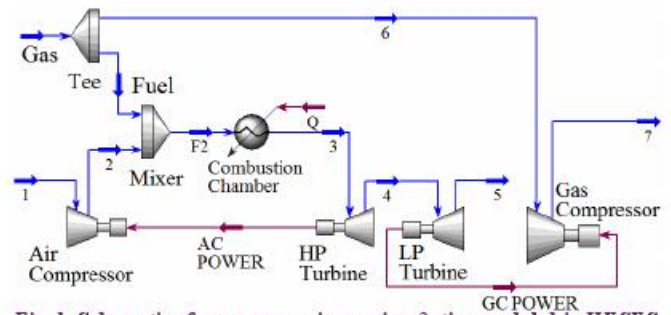 Gas
Tee
Fuel
6
7
1
2
Mixer
F2
Q
Combustion
Chamber
3
4
5
Air
Compressor
AC
POWER
HP
Turbine
LP
Turbine
Gas
Compressor
GC POWER